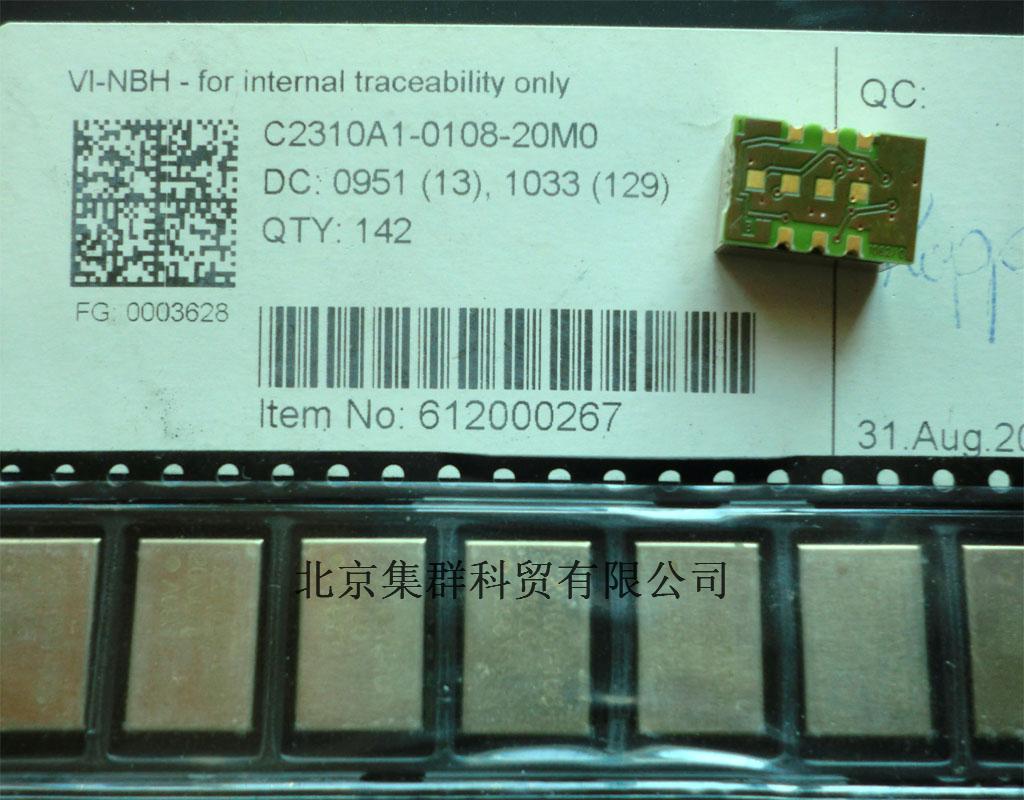 VI-NBH - for internal traceability only
QC:
C2310A1-0108-20M0
DC: 0951 (13), 1033 (129)
QTY: 142
FG: 0003628
Item No: 612000267
31.Aug.20
北京集群科贸有限公司